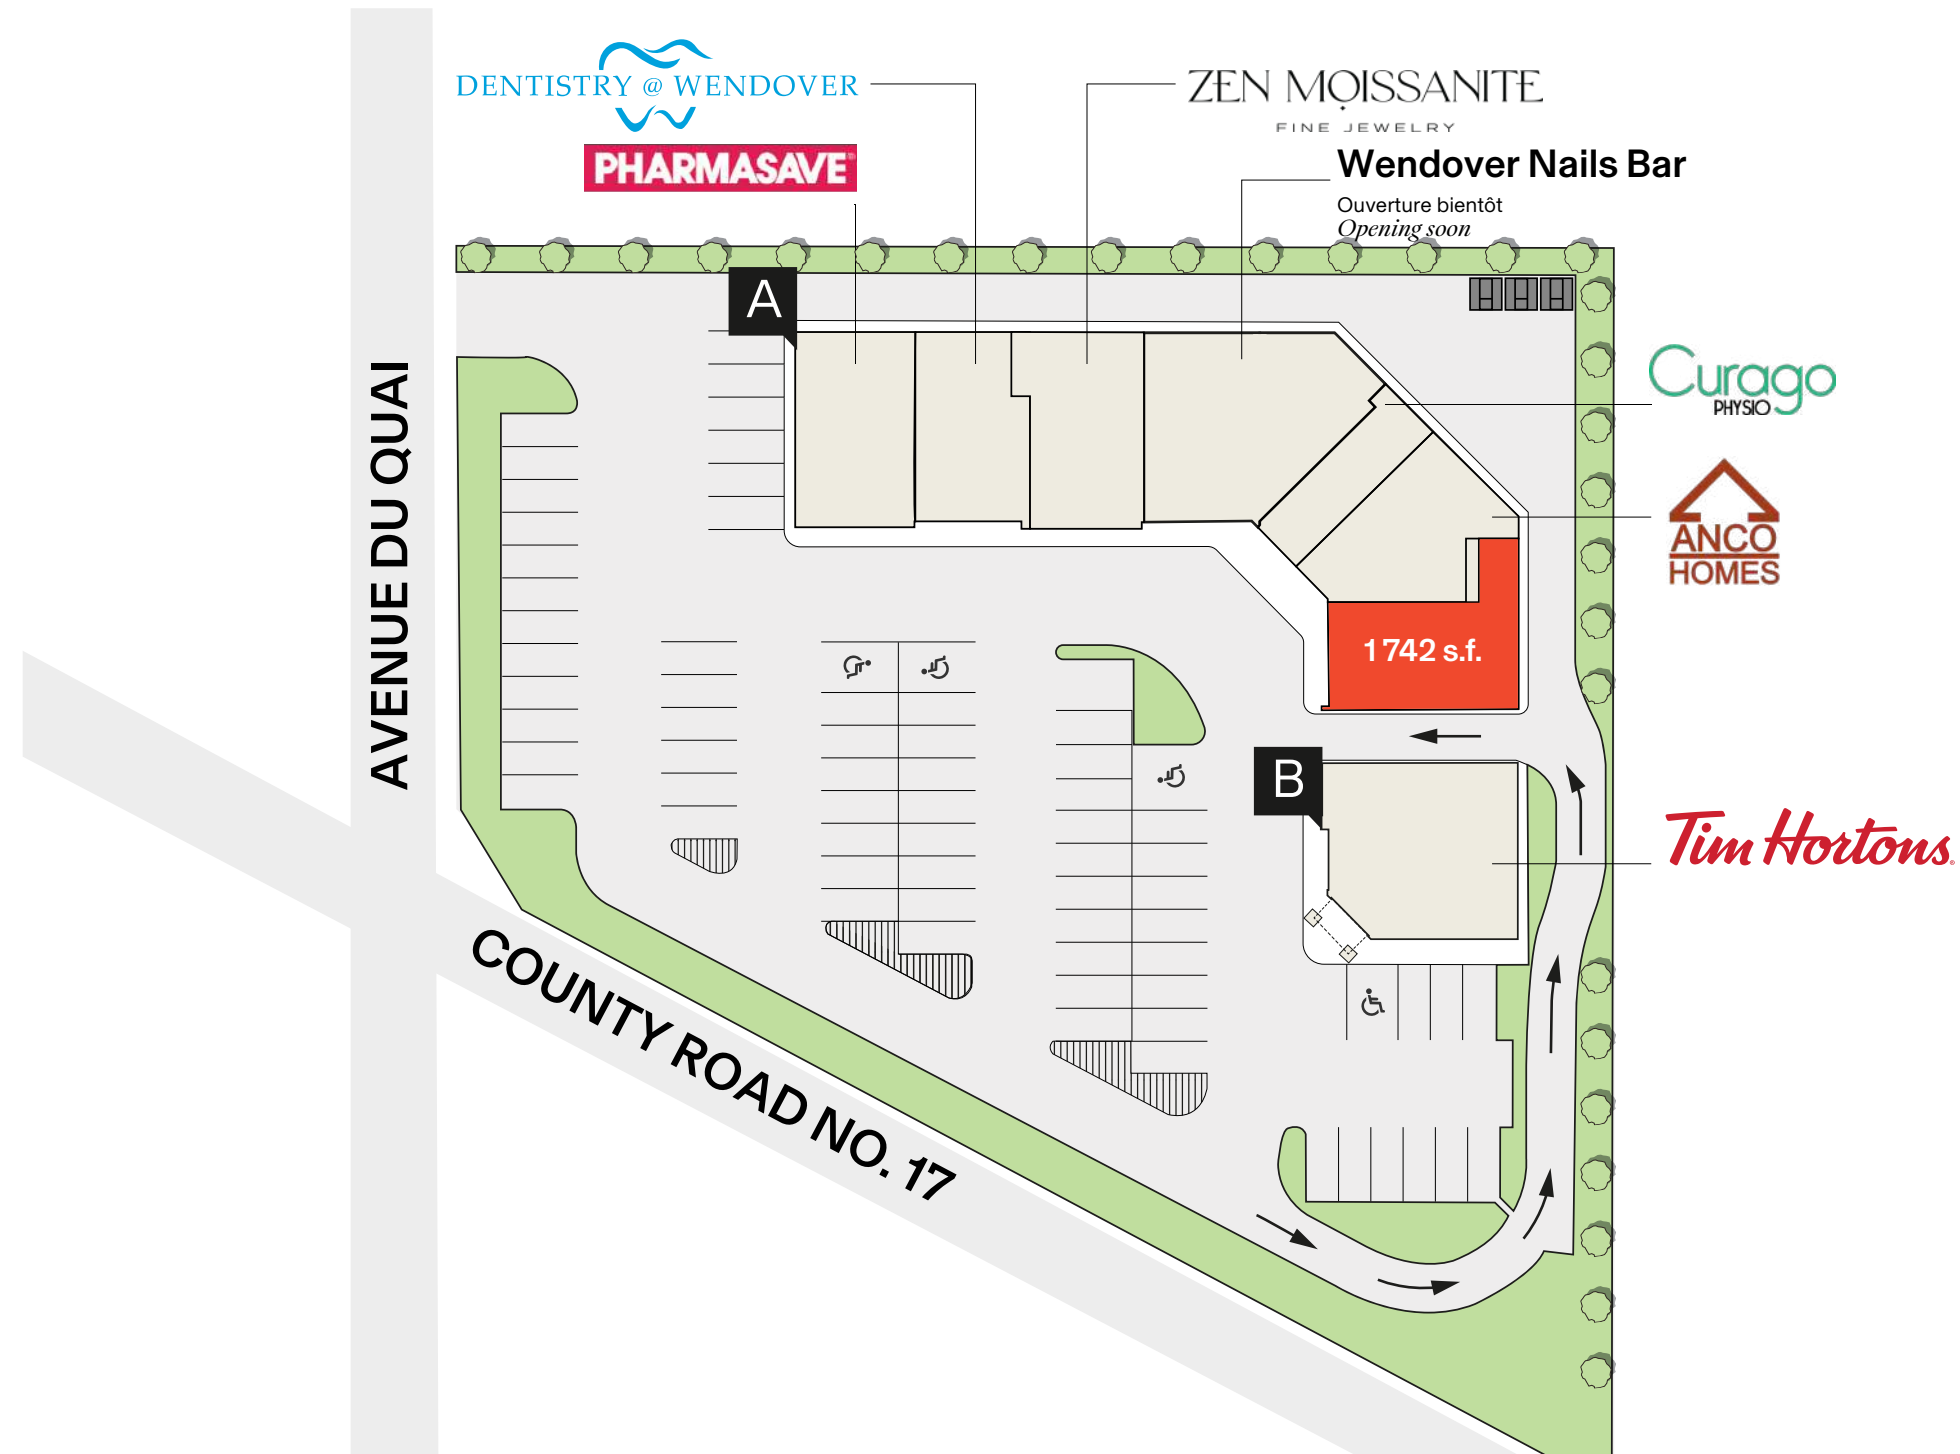 DENTISTRY @ WENDOVER
PHARMASAVE®
ZEN MOISSANITE
FINE JEWELRY
Wendover Nails Bar
Ouverture bientôt
Opening soon
A
Curago
PHYSIO
ANCO
HOMES
AVENUE DU QUAI
1 742 s.f.
B
Tim Hortons®
COUNTY ROAD NO. 17